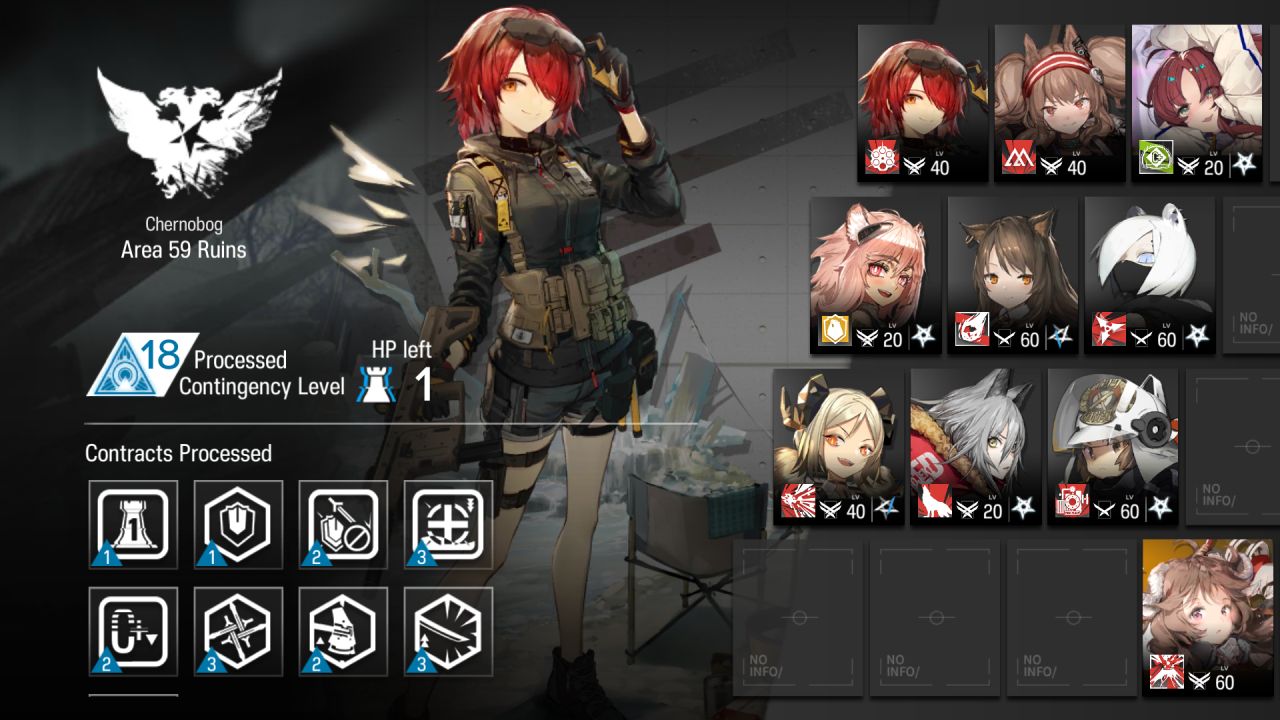 Chernobog
Area 59 Ruins
18
Processed
Contingency Level
HP left
1
Contracts Processed
1
1
1
2
3
2
3
2
3
LV
40
LV
40
LV
20
LV
20
LV
60
LV
60
NO
INFO/
LV
40
LV
20
LV
60
NO
INFO/
NO
INFO/
NO
INFO/
NO
INFO/
LV
60